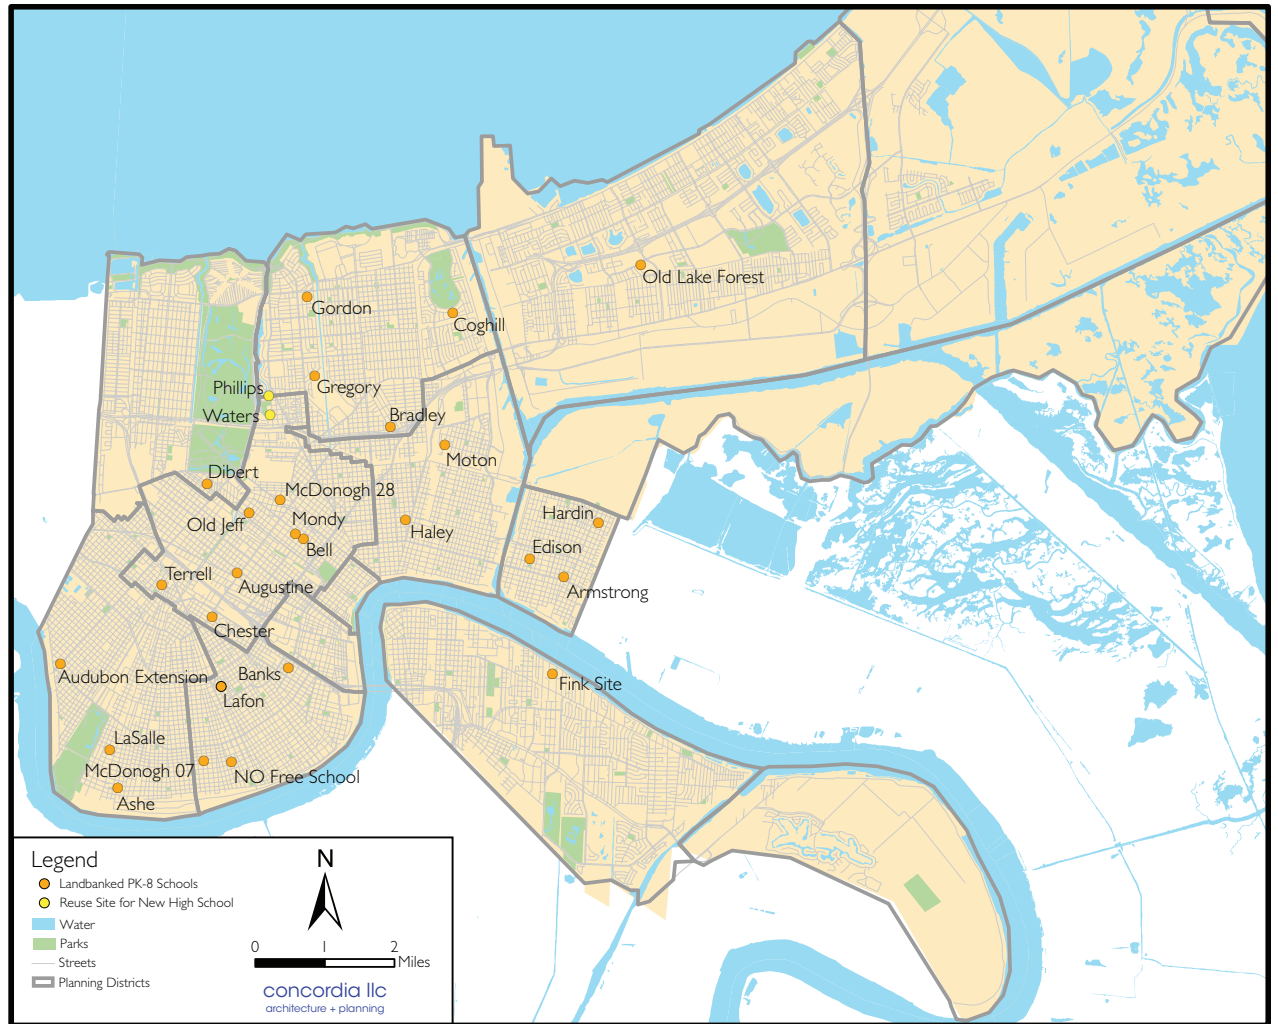 Old Lake Forest
Gordon
Coghill
Phillips
Gregory
Waters
Bradley
Moton
Dibert
McDonogh 28
Old Jeff
Mondy
Bell
Haley
Hardin
Edison
Armstrong
Terrell
Augustine
Chester
Audubon Extension
Banks
Lafon
Fink Site
LaSalle
McDonogh 07
NO Free School
Ashe
Legend
Landbanked PK-8 Schools
Reuse Site for New High School
Water
Parks
Streets
Planning Districts
N
0 1 2
Miles
concordia llc
architecture + planning